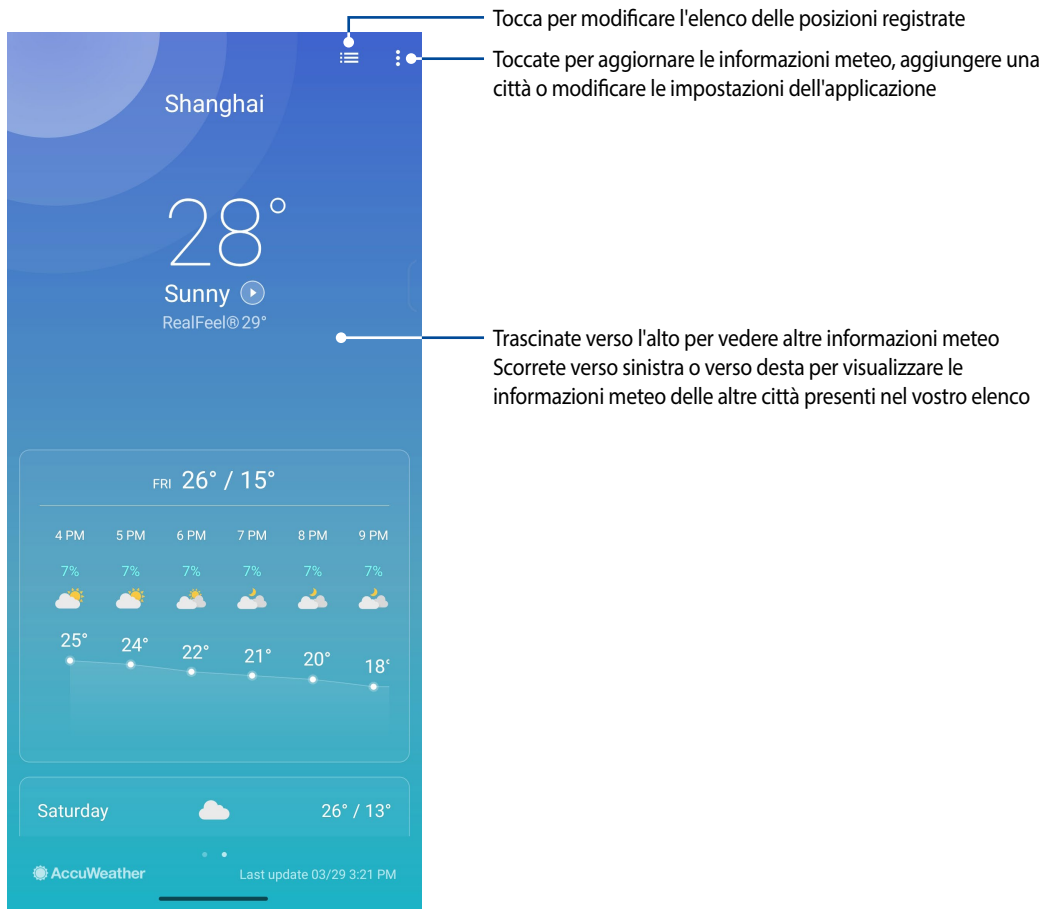 Tocca per modificare l'elenco delle posizioni registrate
Toccate per aggiornare le informazioni meteo, aggiungere una
città o modificare le impostazioni dell'applicazione
Shanghai
28°
Sunny
RealFeel® 29°
Trascinate verso l'alto per vedere altre informazioni meteo
Scorrete verso sinistra o verso desta per visualizzare le
informazioni meteo delle altre città presenti nel vostro elenco
FRI 26° / 15°
4 PM 5 PM 6 PM 7 PM 8 PM 9 PM
7% 7% 7% 7% 7% 7%
25° 24° 22° 21° 20° 18°
Saturday 26° / 13°
AccuWeather Last update 03/29 3:21 PM